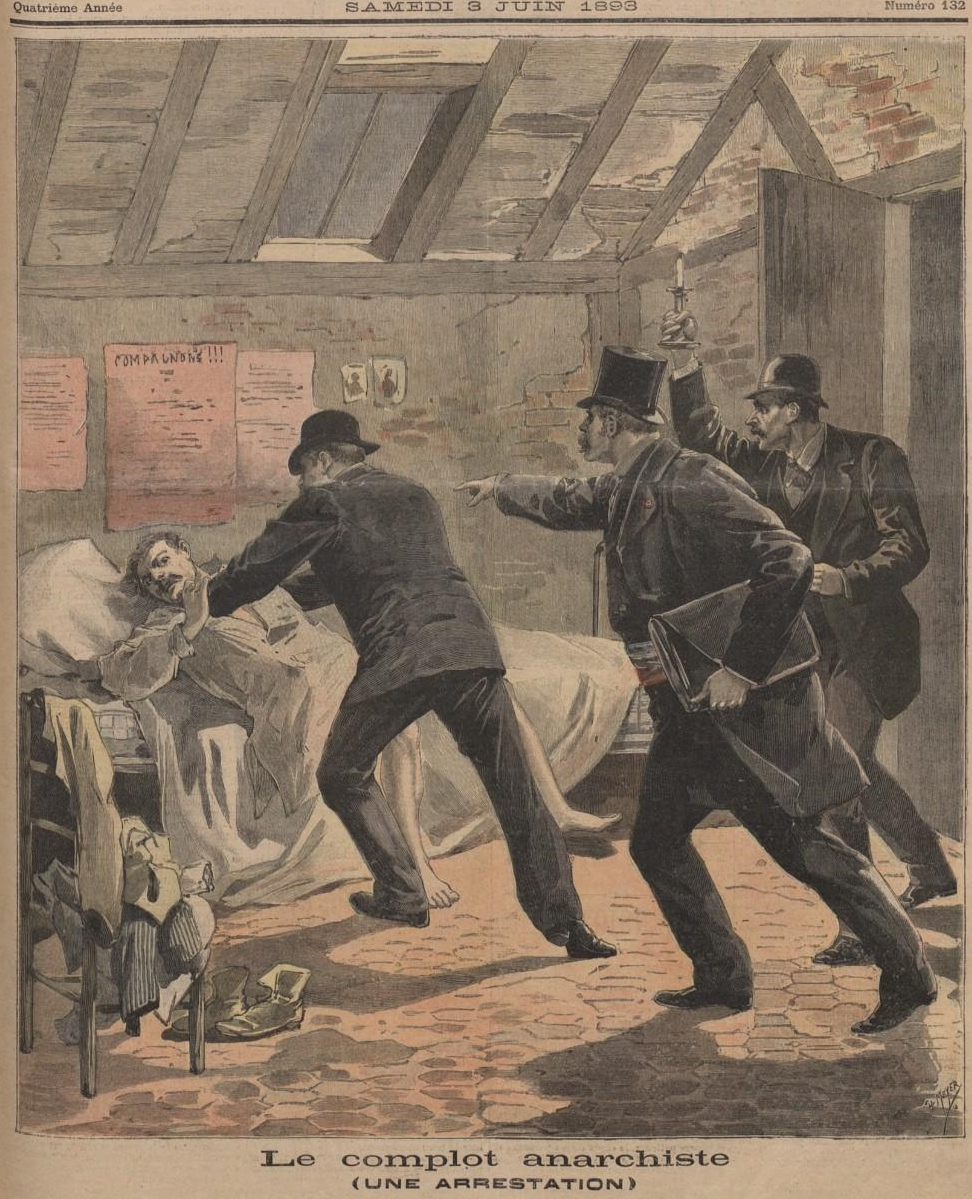 Quatrième Année
SAMEDI 3 JUIN 1893
Numéro 132
COMPAGNONS !!!
Le complot anarchiste
(UNE ARRESTATION)